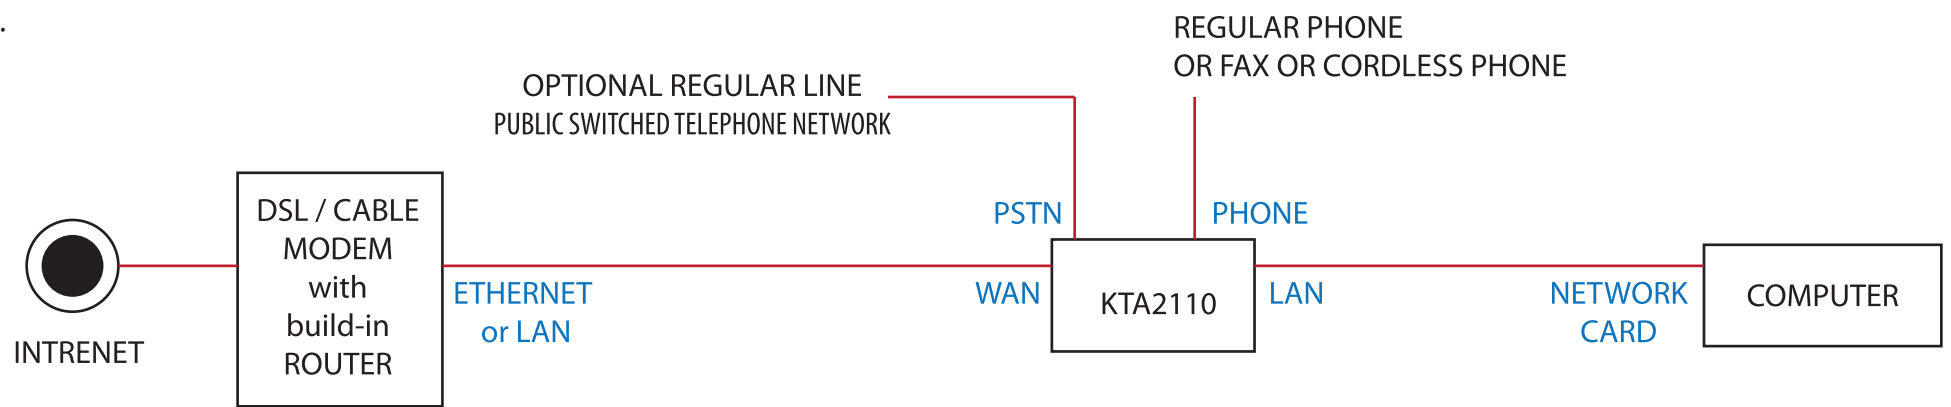 .
REGULAR PHONE
OR FAX OR CORDLESS PHONE
OPTIONAL REGULAR LINE
PUBLIC SWITCHED TELEPHONE NETWORK
DSL / CABLE
MODEM
with
build-in
ROUTER
INTRENET
ETHERNET
or LAN
PSTN
PHONE
WAN
KTA2110
LAN
NETWORK
CARD
COMPUTER